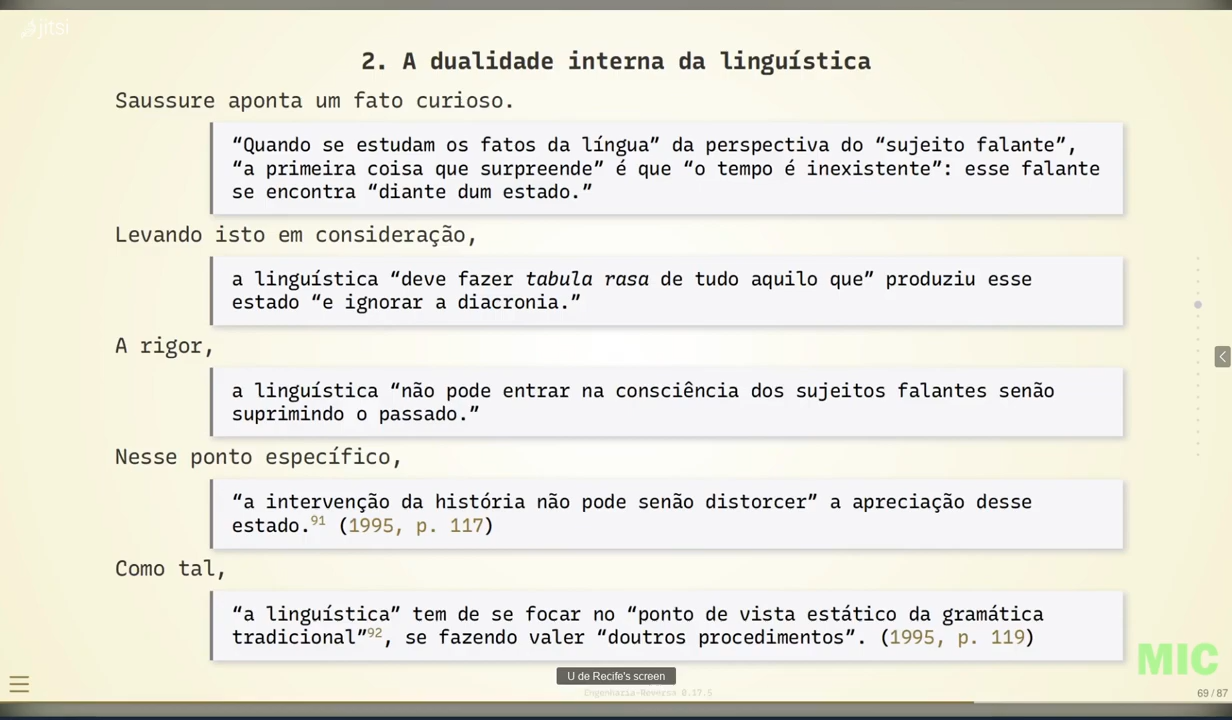 jitsi
2. A dualidade interna da linguística
Saussure aponta um fato curioso.
“Quando se estudam os fatos da língua” da perspectiva do “sujeito falante”,
“a primeira coisa que surpreende” é que “o tempo é inexistente”: esse falante
se encontra “diante dum estado.”
Levando isto em consideração,
a linguística “deve fazer tabula rasa de tudo aquilo que” produziu esse
estado “e ignorar a diacronia.”
A rigor,
a linguística “não pode entrar na consciência dos sujeitos falantes senão
suprimindo o passado.”
Nesse ponto específico,
“a intervenção da história não pode senão distorcer” a apreciação desse
estado.91 (1995, p. 117)
Como tal,
“a linguística” tem de se focar no “ponto de vista estático da gramática
tradicional”92, se fazendo valer “doutros procedimentos”. (1995, p. 119)
MIC
U de Recife's screen
Engenharia-Reversa 0.17.5
69 / 87